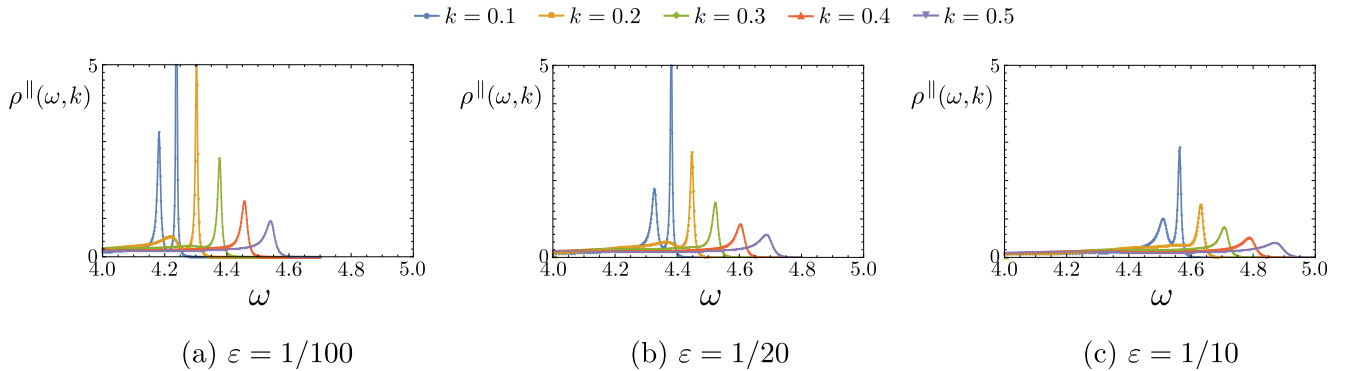 k = 0.1 k = 0.2 k = 0.3 k = 0.4 k = 0.5
5
ρ∥(ω,k)
0
4.0 4.2 4.4 4.6 4.8 5.0
ω
(a) ε = 1/100
5
ρ∥(ω,k)
0
4.0 4.2 4.4 4.6 4.8 5.0
ω
(b) ε = 1/20
5
ρ∥(ω,k)
0
4.0 4.2 4.4 4.6 4.8 5.0
ω
(c) ε = 1/10